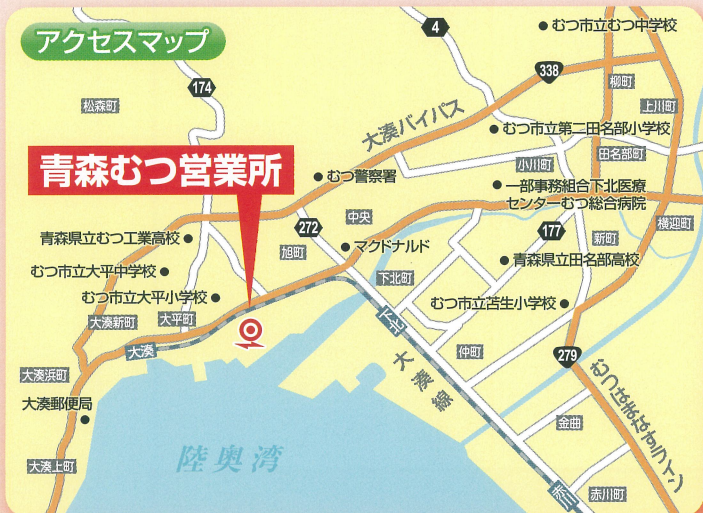 アクセスマップ
4
むつ市立むつ中学校
338
柳町
174
上川町
松森町
大湊バイパス
むつ市立第二田名部小学校
田名部町
小川町
青森むつ営業所
むつ警察署
一部事務組合下北医療
センターむつ総合病院
中央
272
横迎町
177
新町
青森県立むつ工業高校
旭町
マクドナルド
青森県立田名部高校
むつ市立大平中学校
下北町
むつ市立大平小学校
むつ市立苫生小学校
大湊新町
大平町
下北
大湊
仲町
279
大湊線
むつはまなすライン
大湊浜町
大湊郵便局
金曲
陸奥湾
大湊上町
赤川
赤川町